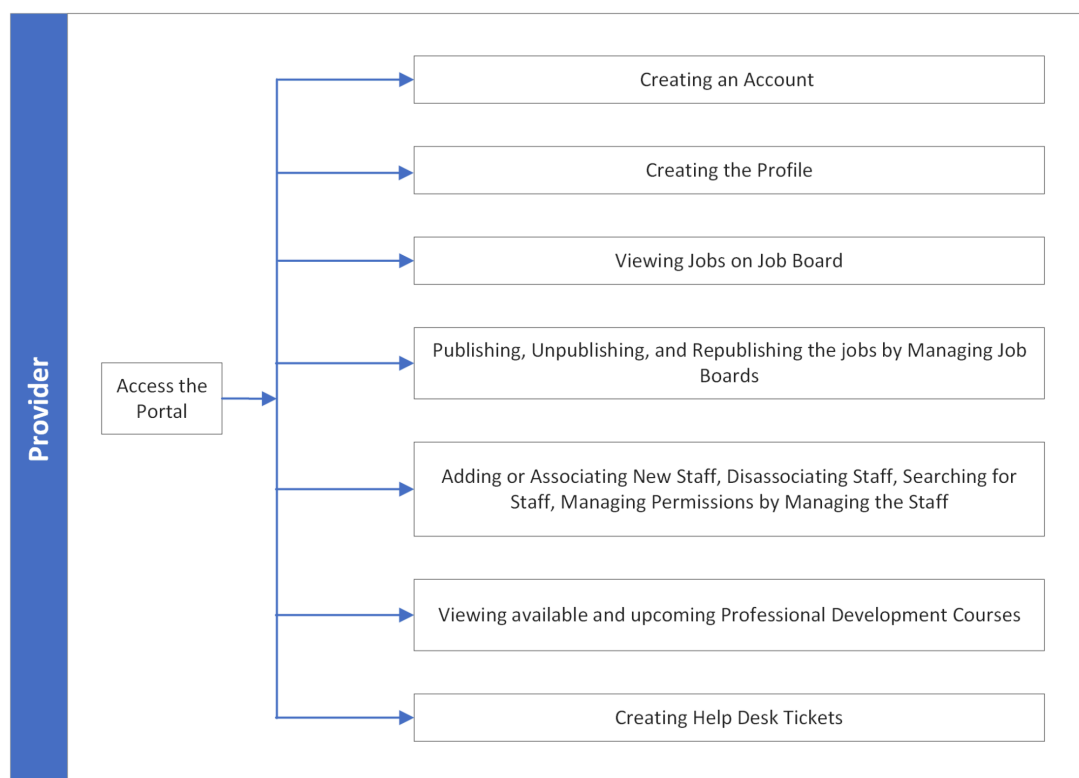 Provider
Access the
Portal
Creating an Account
Creating the Profile
Viewing Jobs on Job Board
Publishing, Unpublishing, and Republishing the jobs by Managing Job
Boards
Adding or Associating New Staff, Disassociating Staff, Searching for
Staff, Managing Permissions by Managing the Staff
Viewing available and upcoming Professional Development Courses
Creating Help Desk Tickets